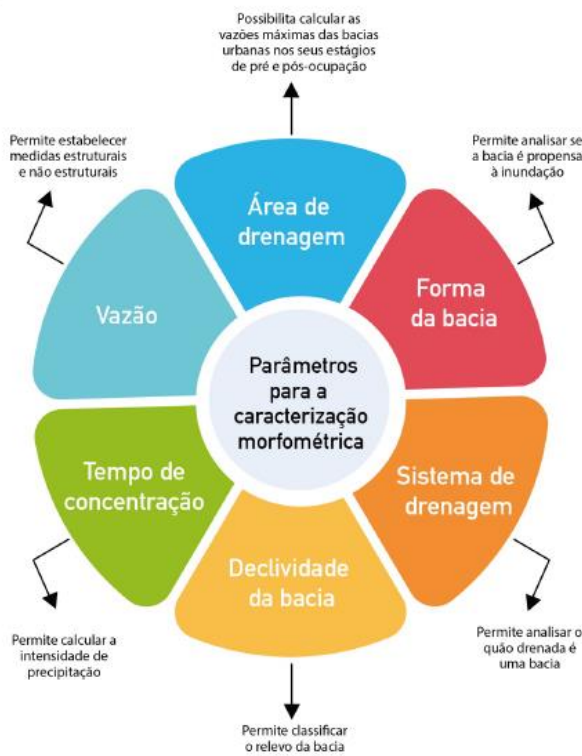 Possibilita calcular as
vazões máximas das bacias
urbanas nos seus estágios
de pré e pós-ocupação
Permite estabelecer
medidas estruturais
e não estruturais
Permite analisar se
a bacia é propensa
à inundação
Área de
drenagem
Vazão
Forma
da bacia
Parâmetros
para a
caracterização
morfométrica
Tempo de
concentração
Sistema de
drenagem
Declividade
da bacia
Permite calcular a
intensidade de
precipitação
Permite analisar o
quão drenada é
uma bacia
Permite classificar
o relevo da bacia